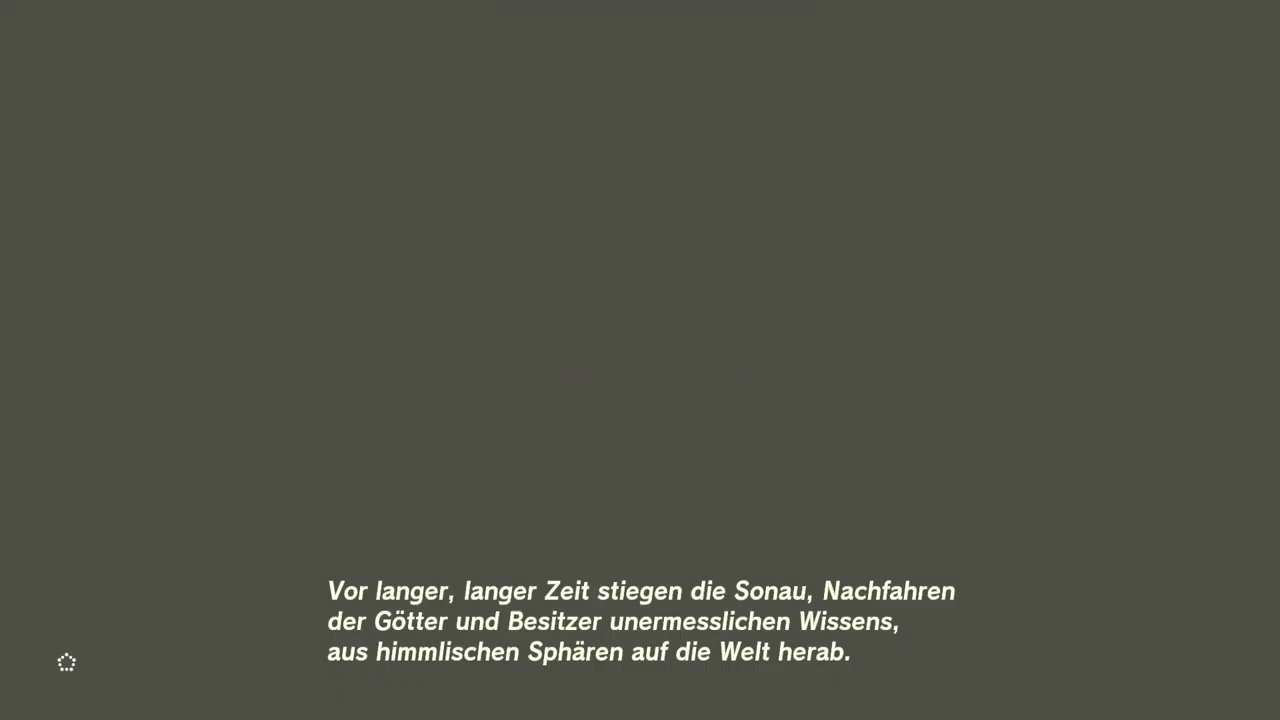 Vor langer, langer Zeit stiegen die Sonau, Nachfahren
der Götter und Besitzer unermesslichen Wissens,
aus himmlischen Sphären auf die Welt herab.